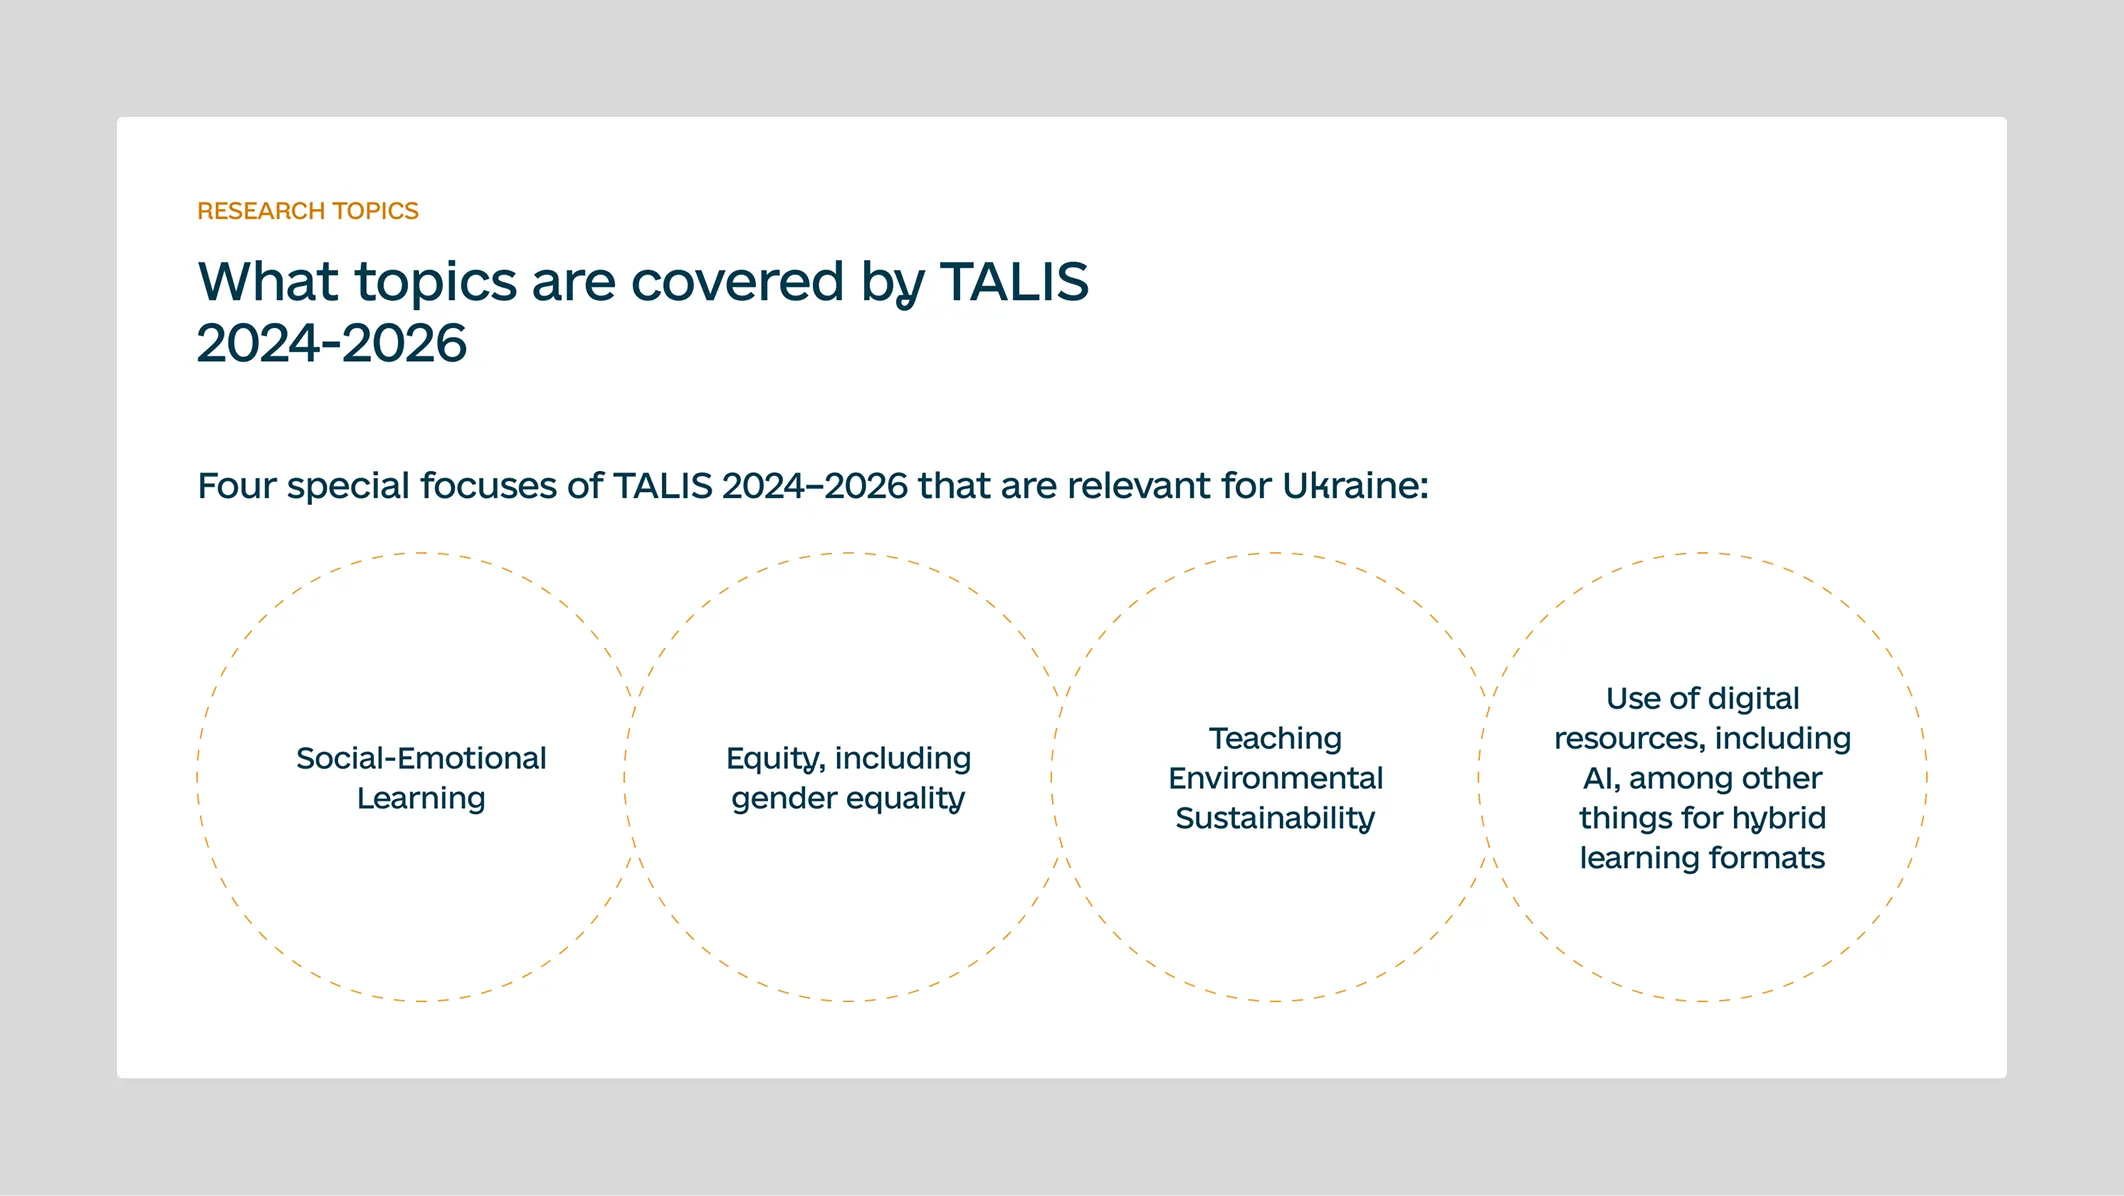 RESEARCH TOPICS
What topics are covered by TALIS
2024-2026
Four special focuses of TALIS 2024–2026 that are relevant for Ukraine:
Social-Emotional
Learning
Equity, including
gender equality
Teaching
Environmental
Sustainability
Use of digital
resources, including
AI, among other
things for hybrid
learning formats